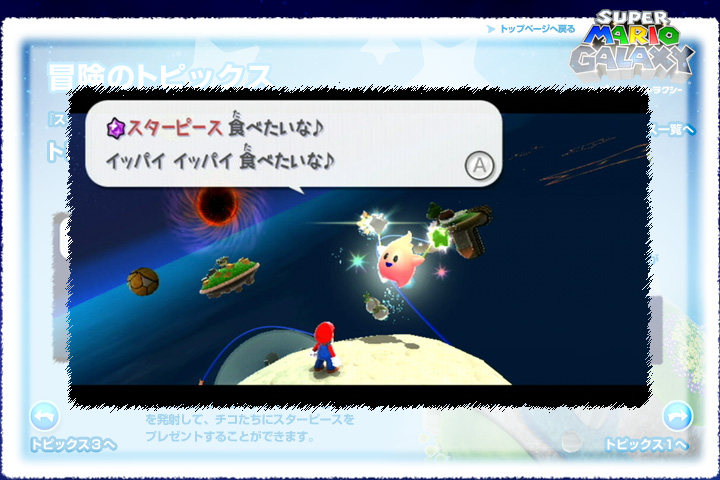 ▶ トップページへ戻る
SUPER
MARIO
GALAXY
冒険のトピックス
スターピース 食べたいな♪
イッパイ イッパイ 食べたいな♪
A
を発射して、チコたちにスターピースを
プレゼントすることができます。
トピックス3へ
トピックス1へ